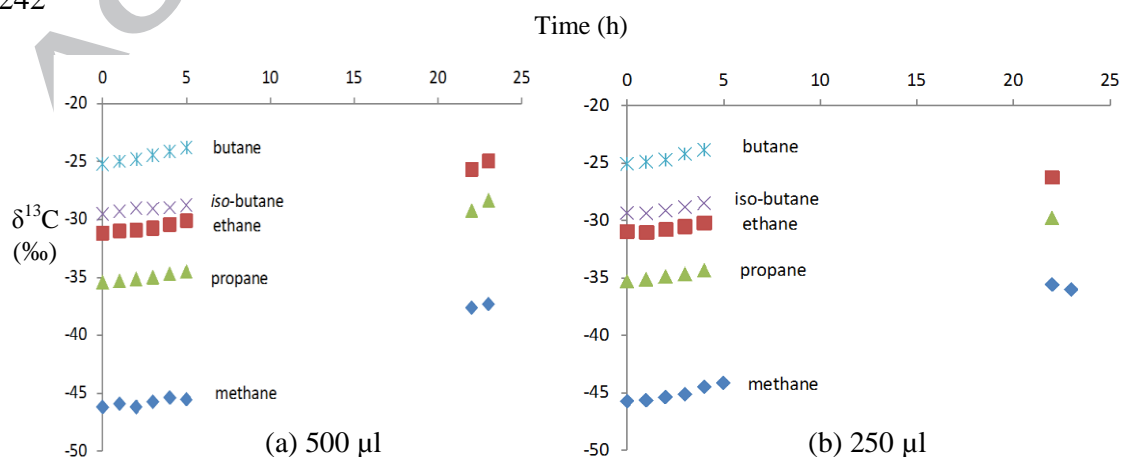 242
Time (h)
0 5 10 15 20 25
-20
-25
-30
-35
-40
-45
-50
δ¹³C
(‰)
butane
iso-butane
ethane
propane
methane
(a) 500 µl
0 5 10 15 20 25
-20
-25
-30
-35
-40
-45
-50
butane
iso-butane
ethane
propane
methane
(b) 250 µl